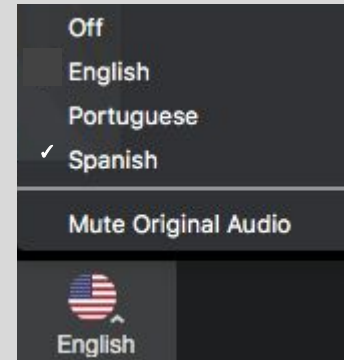 Off
English
Portuguese
Spanish
Mute Original Audio
English